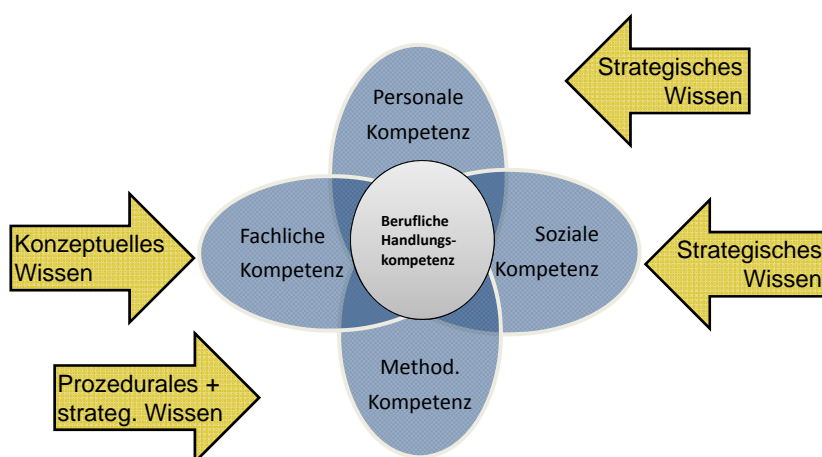 Strategisches
Wissen
Personale
Kompetenz
Konzeptuelles
Wissen
Fachliche
Kompetenz
Berufliche
Handlungs-
kompetenz
Soziale
Kompetenz
Strategisches
Wissen
Prozedurales +
strateg. Wissen
Method.
Kompetenz